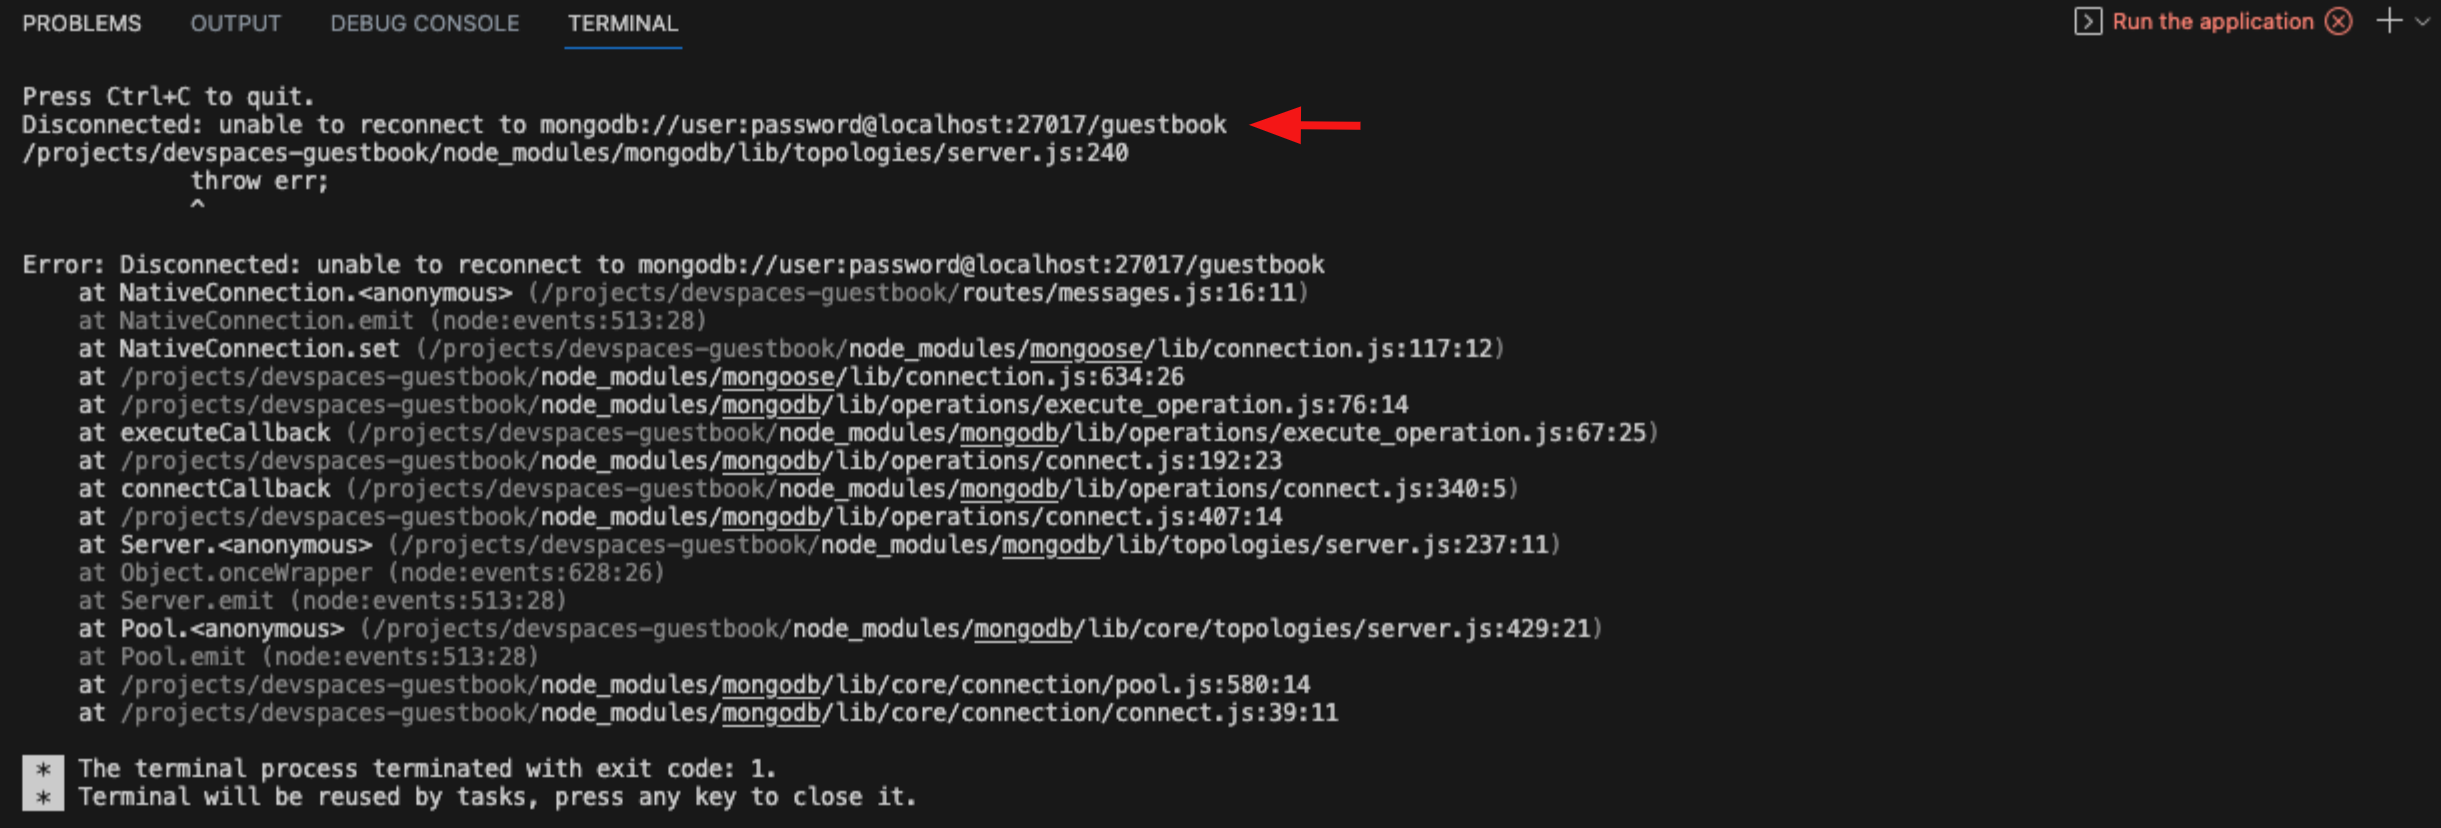 PROBLEMS OUTPUT DEBUG CONSOLE TERMINAL Run the application
Press Ctrl+C to quit.
Disconnected: unable to reconnect to mongodb://user:password@localhost:27017/guestbook
/projects/devspaces-guestbook/node_modules/mongodb/lib/topologies/server.js:240
            throw err;
            ^
Error: Disconnected: unable to reconnect to mongodb://user:password@localhost:27017/guestbook
    at NativeConnection.<anonymous> (/projects/devspaces-guestbook/routes/messages.js:16:11)
    at NativeConnection.emit (node:events:513:28)
    at NativeConnection.set (/projects/devspaces-guestbook/node_modules/mongoose/lib/connection.js:117:12)
    at /projects/devspaces-guestbook/node_modules/mongoose/lib/connection.js:634:26
    at /projects/devspaces-guestbook/node_modules/mongodb/lib/operations/execute_operation.js:76:14
    at executeCallback (/projects/devspaces-guestbook/node_modules/mongodb/lib/operations/execute_operation.js:67:25)
    at /projects/devspaces-guestbook/node_modules/mongodb/lib/operations/connect.js:192:23
    at connectCallback (/projects/devspaces-guestbook/node_modules/mongodb/lib/operations/connect.js:340:5)
    at /projects/devspaces-guestbook/node_modules/mongodb/lib/operations/connect.js:407:14
    at Server.<anonymous> (/projects/devspaces-guestbook/node_modules/mongodb/lib/topologies/server.js:237:11)
    at Object.onceWrapper (node:events:628:26)
    at Server.emit (node:events:513:28)
    at Pool.<anonymous> (/projects/devspaces-guestbook/node_modules/mongodb/lib/core/topologies/server.js:429:21)
    at Pool.emit (node:events:513:28)
    at /projects/devspaces-guestbook/node_modules/mongodb/lib/core/connection/pool.js:580:14
    at /projects/devspaces-guestbook/node_modules/mongodb/lib/core/connection/connect.js:39:11
* The terminal process terminated with exit code: 1.
* Terminal will be reused by tasks, press any key to close it.